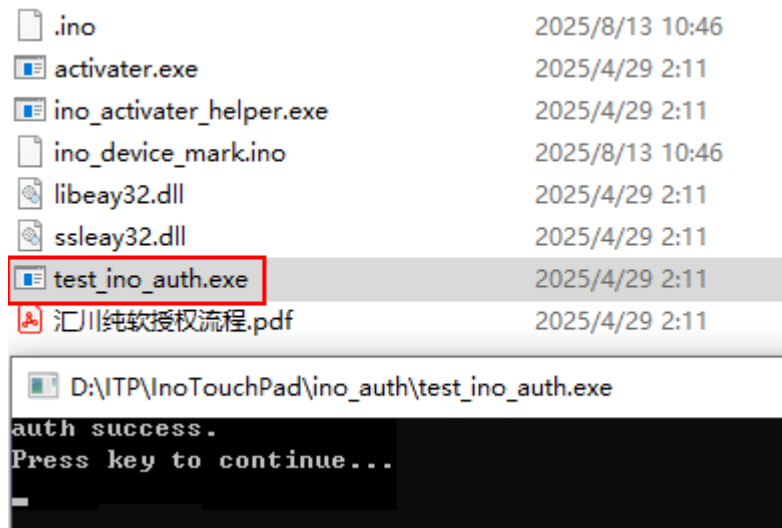 .ino 2025/8/13 10:46
activater.exe 2025/4/29 2:11
ino_activater_helper.exe 2025/4/29 2:11
ino_device_mark.ino 2025/8/13 10:46
libeay32.dll 2025/4/29 2:11
ssleay32.dll 2025/4/29 2:11
test_ino_auth.exe 2025/4/29 2:11
汇川纯软授权流程.pdf 2025/4/29 2:11
D:\ITP\InoTouchPad\ino_auth\test_ino_auth.exe
auth success.
Press key to continue...